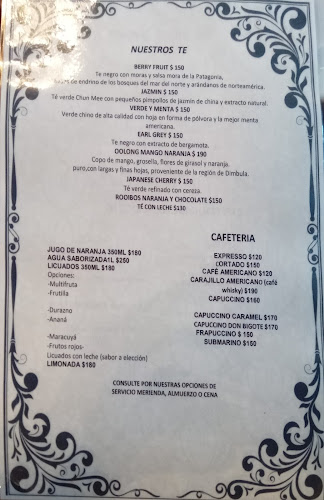 NUESTROS TE
BERRY FRUIT $ 150
Te negro con moras y salsa mora de la Patagonia,
de endrino de los bosques del mar del norte y arándanos de norteamérica.
JAZMIN $ 150
Té verde Chun Mee con pequeños pimpollos de jazmin de china y extracto natural.
VERDE Y MENTA $ 150
Verde chino de alta calidad con hoja en forma de pólvora y la mejor menta
americana.
EARL GREY $ 150
Te negro con extracto de bergamota.
OOLONG MANGO NARANJA $ 190
Copo de mango, grosella, flores de girasol y naranja.
puro,con largas y finas hojas, proveniente de la región de Dimbula.
JAPANESE CHERRY $ 150
Té verde refinado con cereza.
ROOIBOS NARANJA Y CHOCOLATE $150
TÉ CON LECHE $130
JUGO DE NARANJA 350ML $180
AGUA SABORIZADA1L $250
LICUADOS 350ML $180
Opciones:
-Multifruta
-Frutilla
-Durazno
-Ananá
-Maracuyá
-Frutos rojos-
Licuados con leche (sabor a elección)
LIMONADA $180
CAFETERIA
EXPRESSO $120
cORTADO $150
CAFÉ AMERICANO $120
CARAJILLO AMERICANO (café
whisky) $190
CAPUCCINO $160
CAPUCCINO CARAMEL $170
CAPUCCINO DON BIGOTE $170
FRAPUCCINO $ 150
SUBMARINO $150
CONSULTE POR NUESTRAS OPCIONES DE
SERVICIO MERIENDA, ALMUERZO O CENA